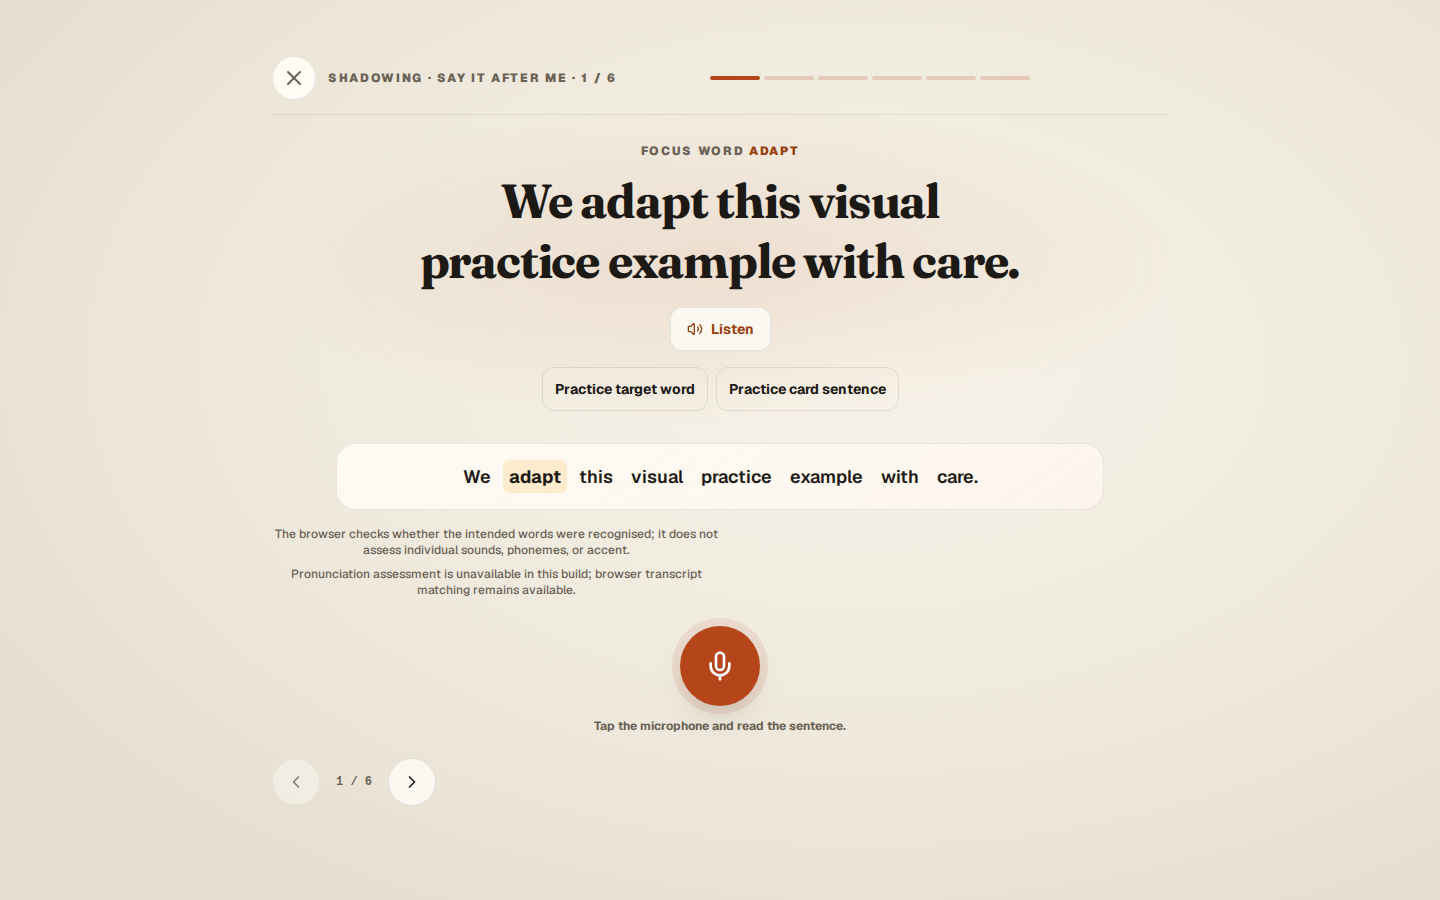 SHADOWING · SAY IT AFTER ME · 1 / 6
FOCUS WORD ADAPT
We adapt this visual
practice example with care.
Listen
Practice target word
Practice card sentence
We adapt this visual practice example with care.
The browser checks whether the intended words were recognised; it does not
assess individual sounds, phonemes, or accent.
Pronunciation assessment is unavailable in this build; browser transcript
matching remains available.
Tap the microphone and read the sentence.
1 / 6